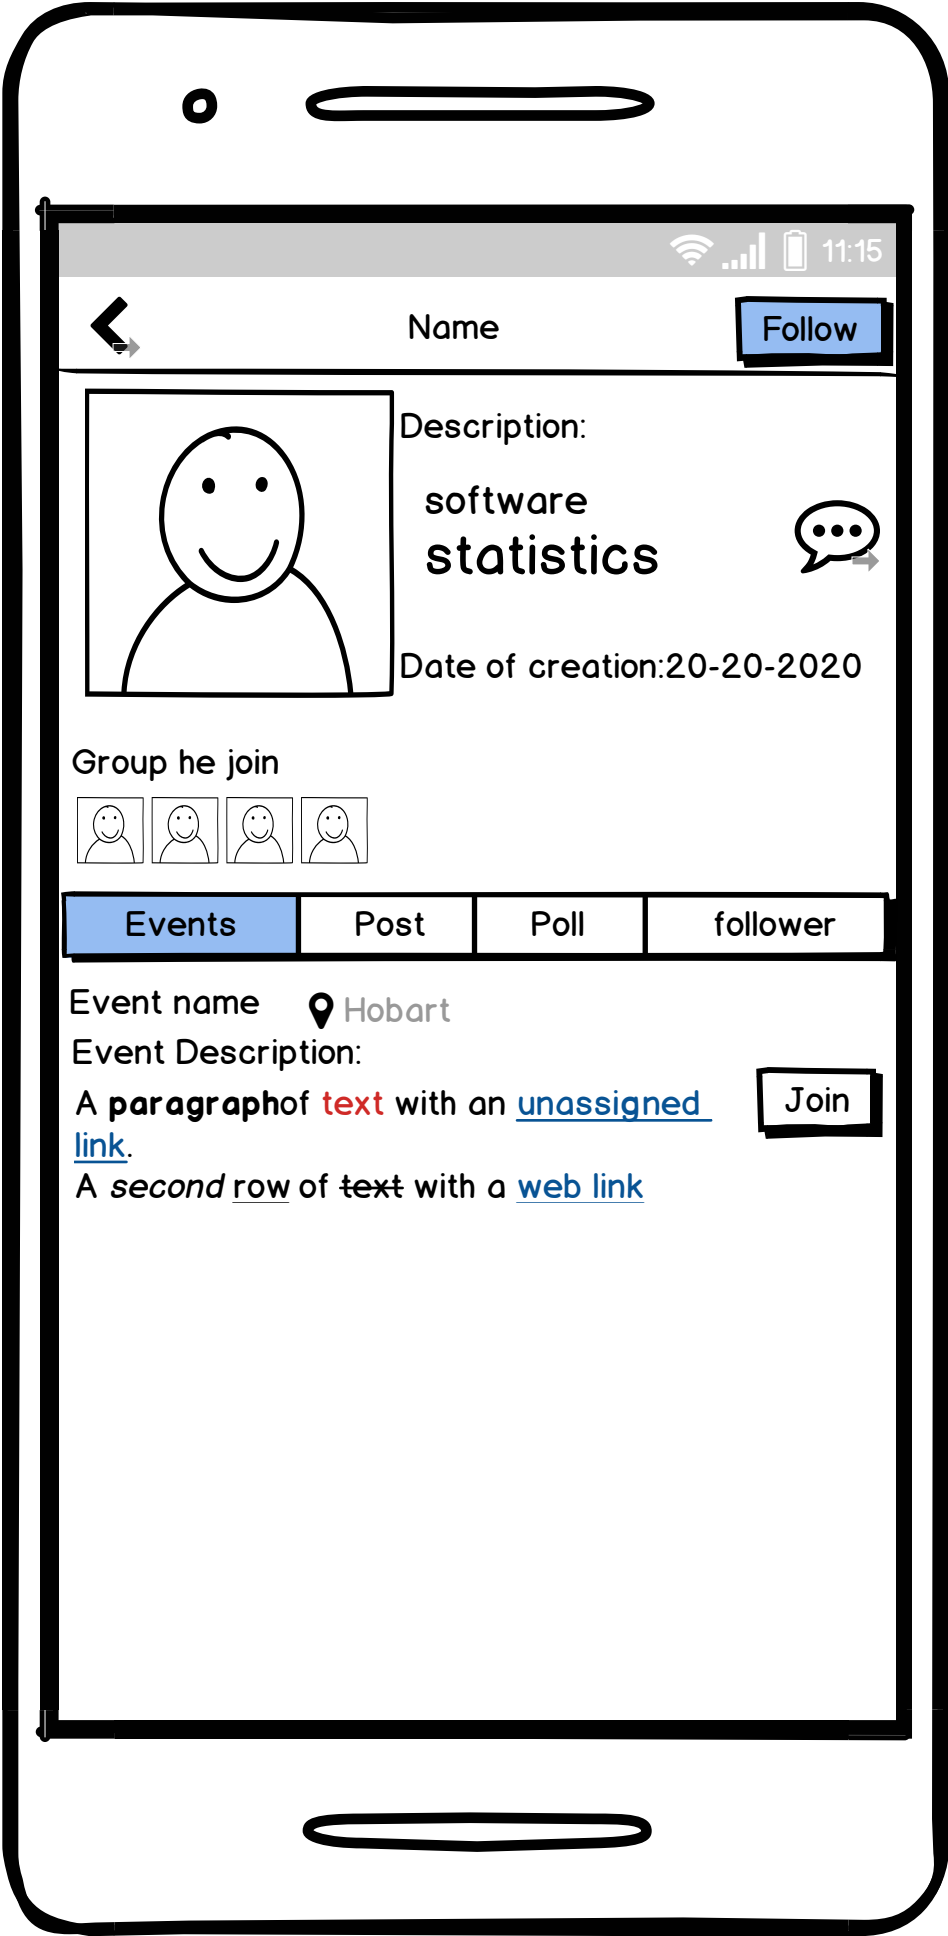 11:15
Name
Follow
Description:
software
statistics
Date of creation:20-20-2020
Group he join
Events Post Poll follower
Event name Hobart
Event Description:
A paragraphof text with an unassigned
link.
Join
A second row of text with a web link